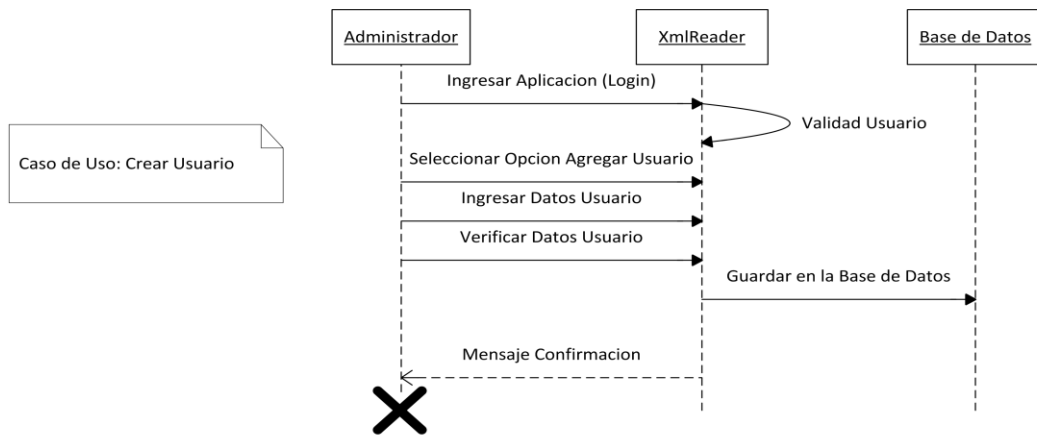 Administrador
XmlReader
Base de Datos
Ingresar Aplicacion (Login)
Validad Usuario
Caso de Uso: Crear Usuario
Seleccionar Opcion Agregar Usuario
Ingresar Datos Usuario
Verificar Datos Usuario
Guardar en la Base de Datos
Mensaje Confirmacion